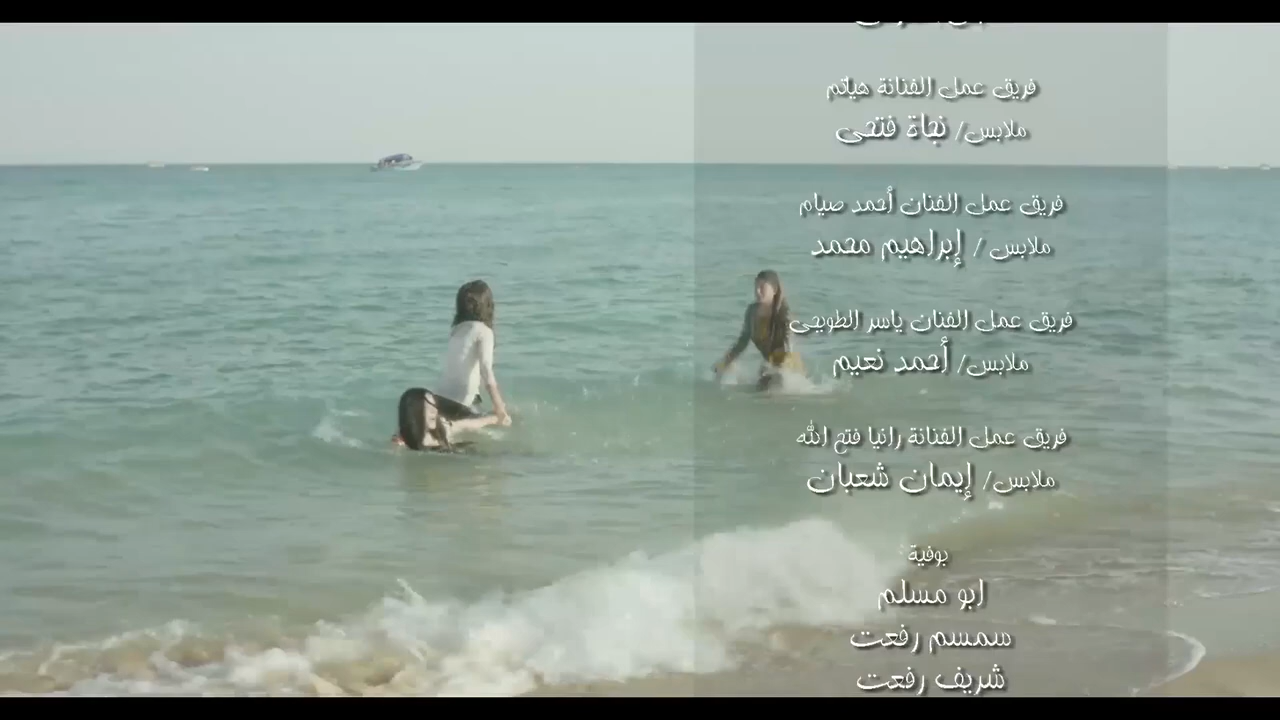 فريق عمل الفنانة هياتم
ملابس/ نجاة فتحى
فريق عمل الفنان أحمد صيام
ملابس / إبراهيم محمد
فريق عمل الفنان ياسر الطوبجى
ملابس/ أحمد نعيم
فريق عمل الفنانة رانيا فتح الله
ملابس/ إيمان شعبان
بوفية:
ابو مسلم
سمسم رفعت
شريف رفعت